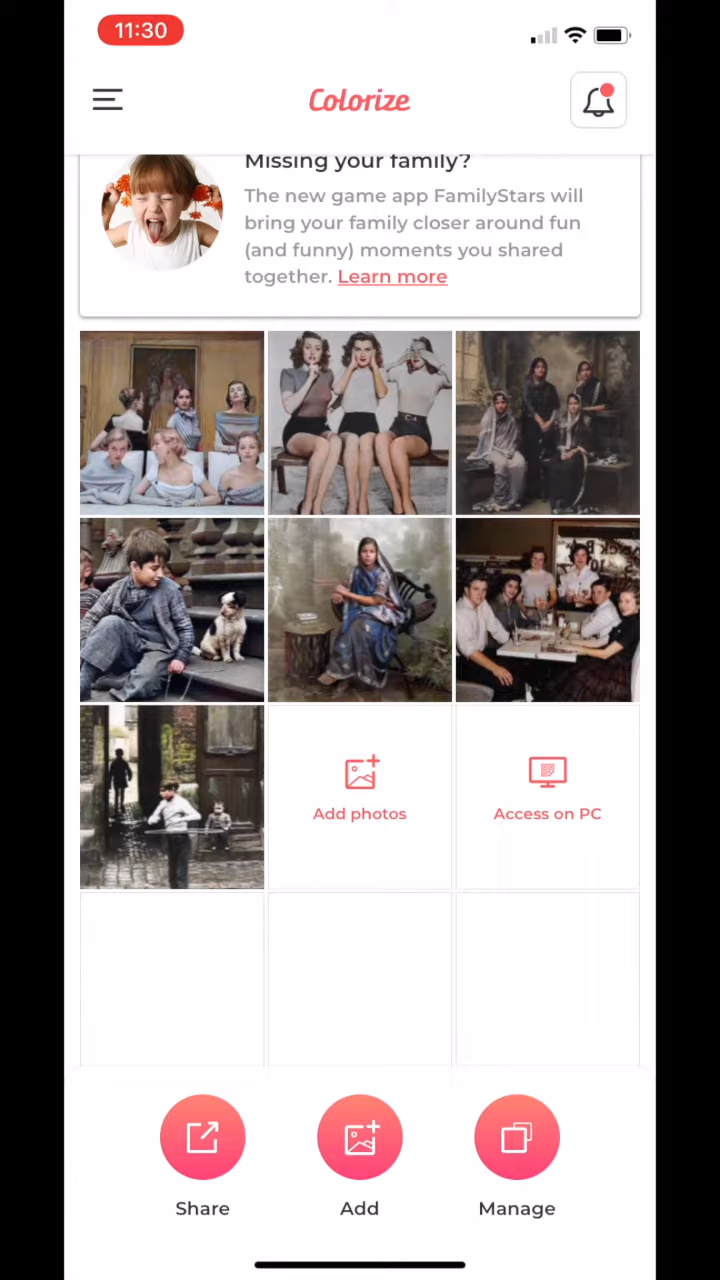 11:30
Colorize
Missing your family?
The new game app FamilyStars will
bring your family closer around fun
(and funny) moments you shared
together. Learn more
Add photos
Access on PC
Share
Add
Manage